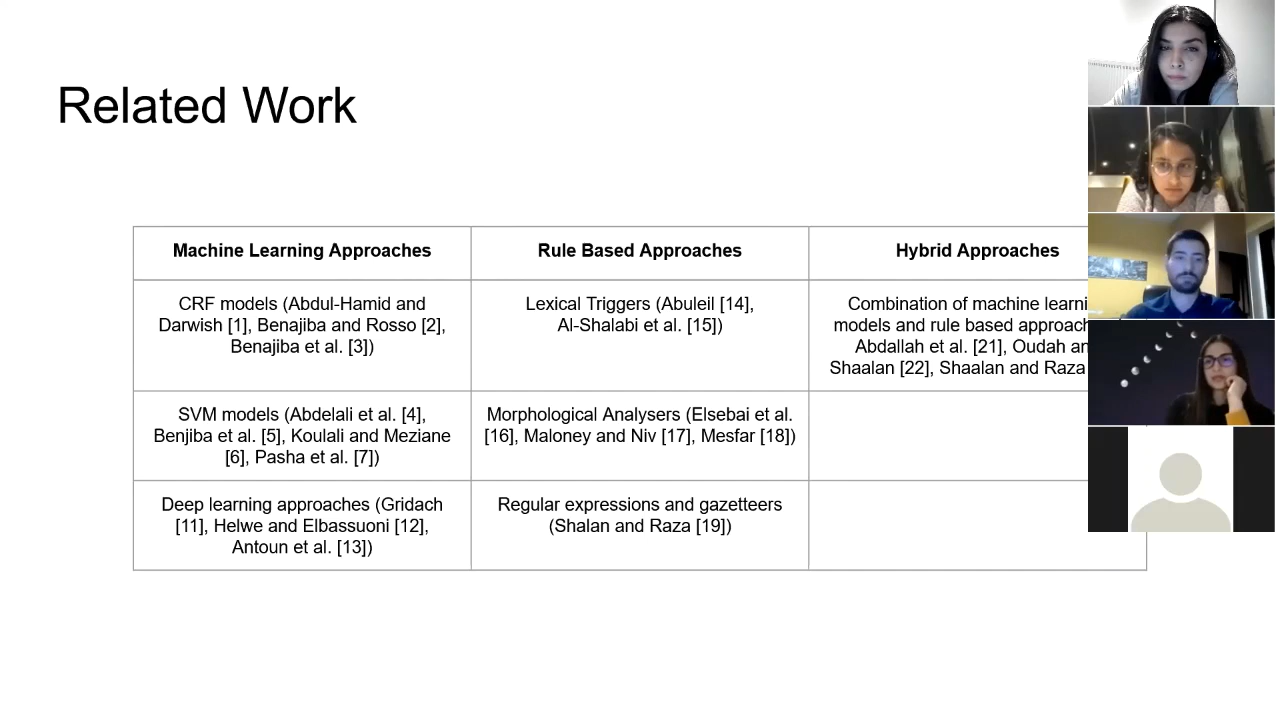 Related Work
Machine Learning Approaches
Rule Based Approaches
Hybrid Approaches
CRF models (Abdul-Hamid and
Darwish [1], Benajiba and Rosso [2],
Benajiba et al. [3])
Lexical Triggers (Abuleil [14],
Al-Shalabi et al. [15])
Combination of machine
models and rule based
Abdallah et al. [21], Oudah
Shaalan [22], Shaalan and Raza
SVM models (Abdelali et al. [4],
Benjiba et al. [5], Koulali and Meziane
[6], Pasha et al. [7])
Morphological Analysers (Elsebai et al.
[16], Maloney and Niv [17], Mesfar [18])
Deep learning approaches (Gridach
[11], Helwe and Elbassuoni [12],
Antoun et al. [13])
Regular expressions and gazetteers
(Shalan and Raza [19])